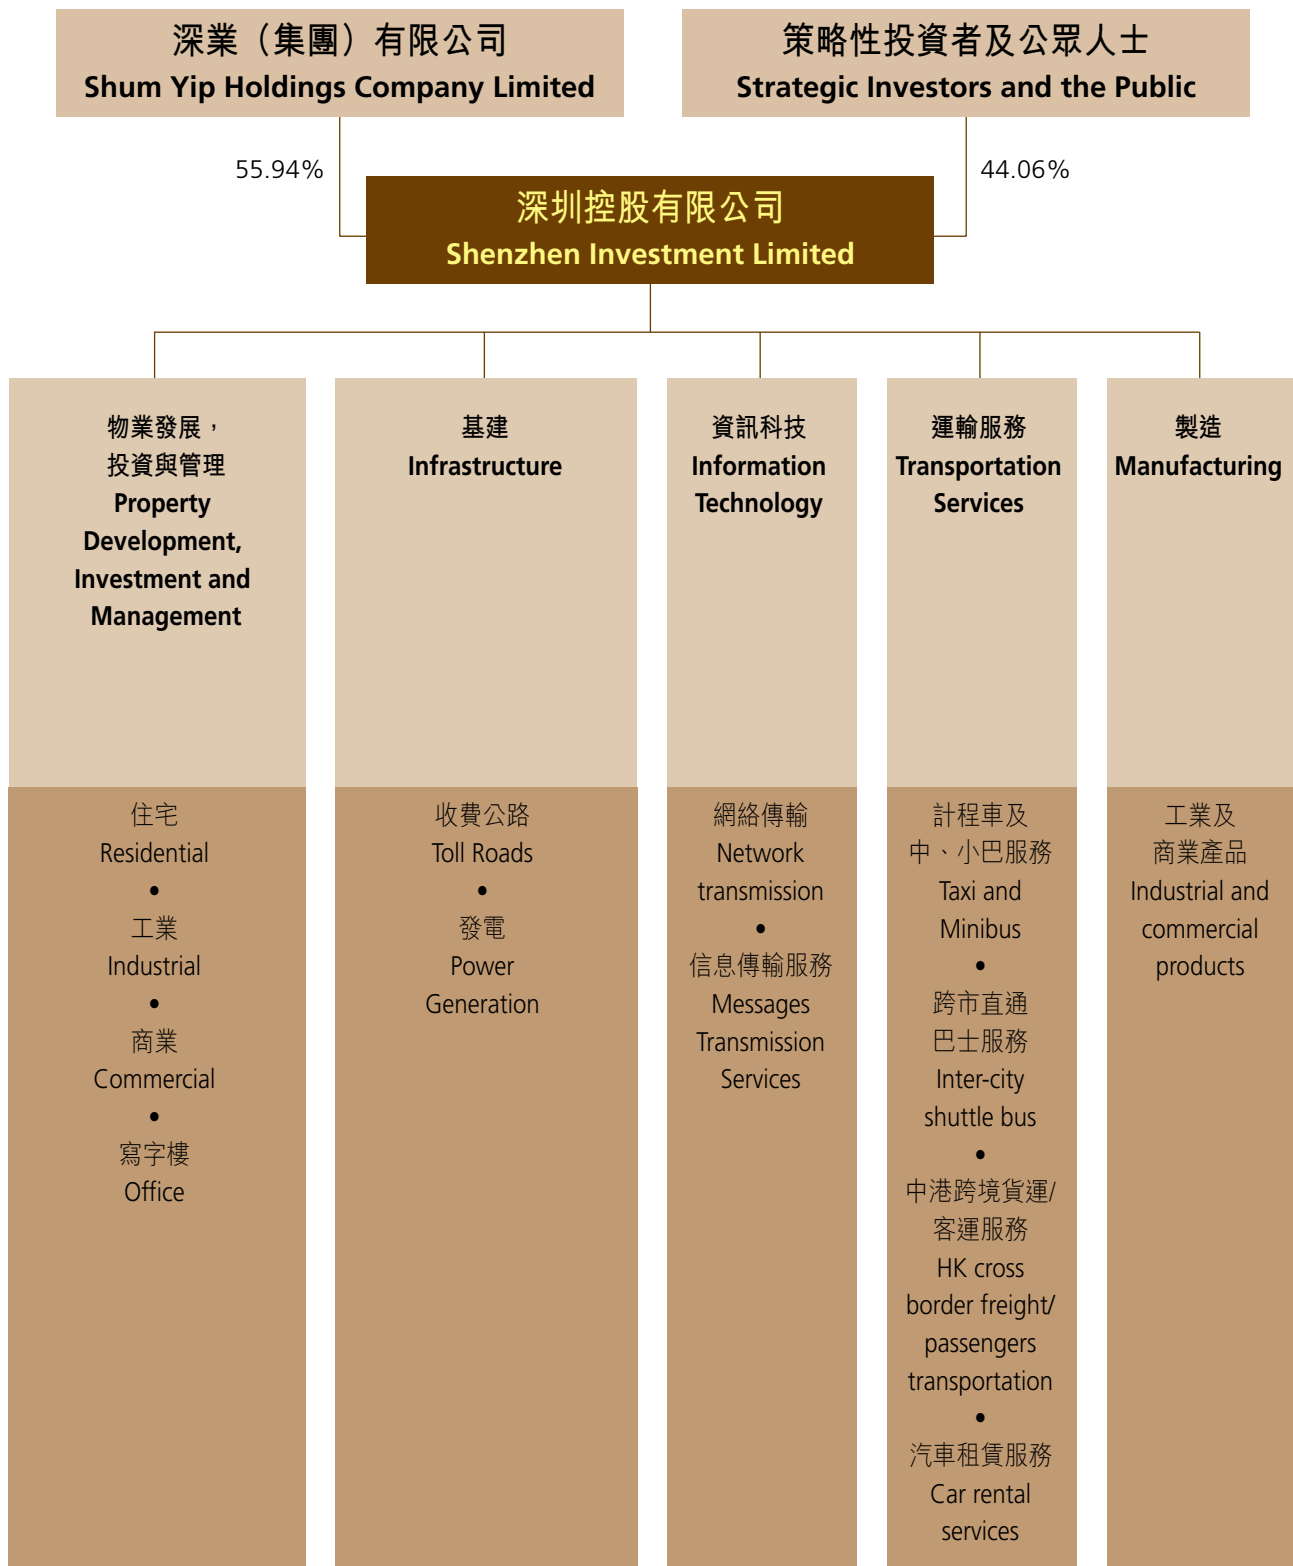 深業（集團）有限公司
Shum Yip Holdings Company Limited
策略性投資者及公眾人士
Strategic Investors and the Public
55.94%
44.06%
深圳控股有限公司
Shenzhen Investment Limited
物業發展，
投資與管理
Property
Development,
Investment and
Management
住宅
Residential
•
工業
Industrial
•
商業
Commercial
•
寫字樓
Office
基建
Infrastructure
收費公路
Toll Roads
•
發電
Power
Generation
資訊科技
Information
Technology
網絡傳輸
Network
transmission
•
信息傳輸服務
Messages
Transmission
Services
運輸服務
Transportation
Services
計程車及
中、小巴服務
Taxi and
Minibus
•
跨市直通
巴士服務
Inter-city
shuttle bus
•
中港跨境貨運/
客運服務
HK cross
border freight/
passengers
transportation
•
汽車租賃服務
Car rental
services
製造
Manufacturing
工業及
商業產品
Industrial and
commercial
products